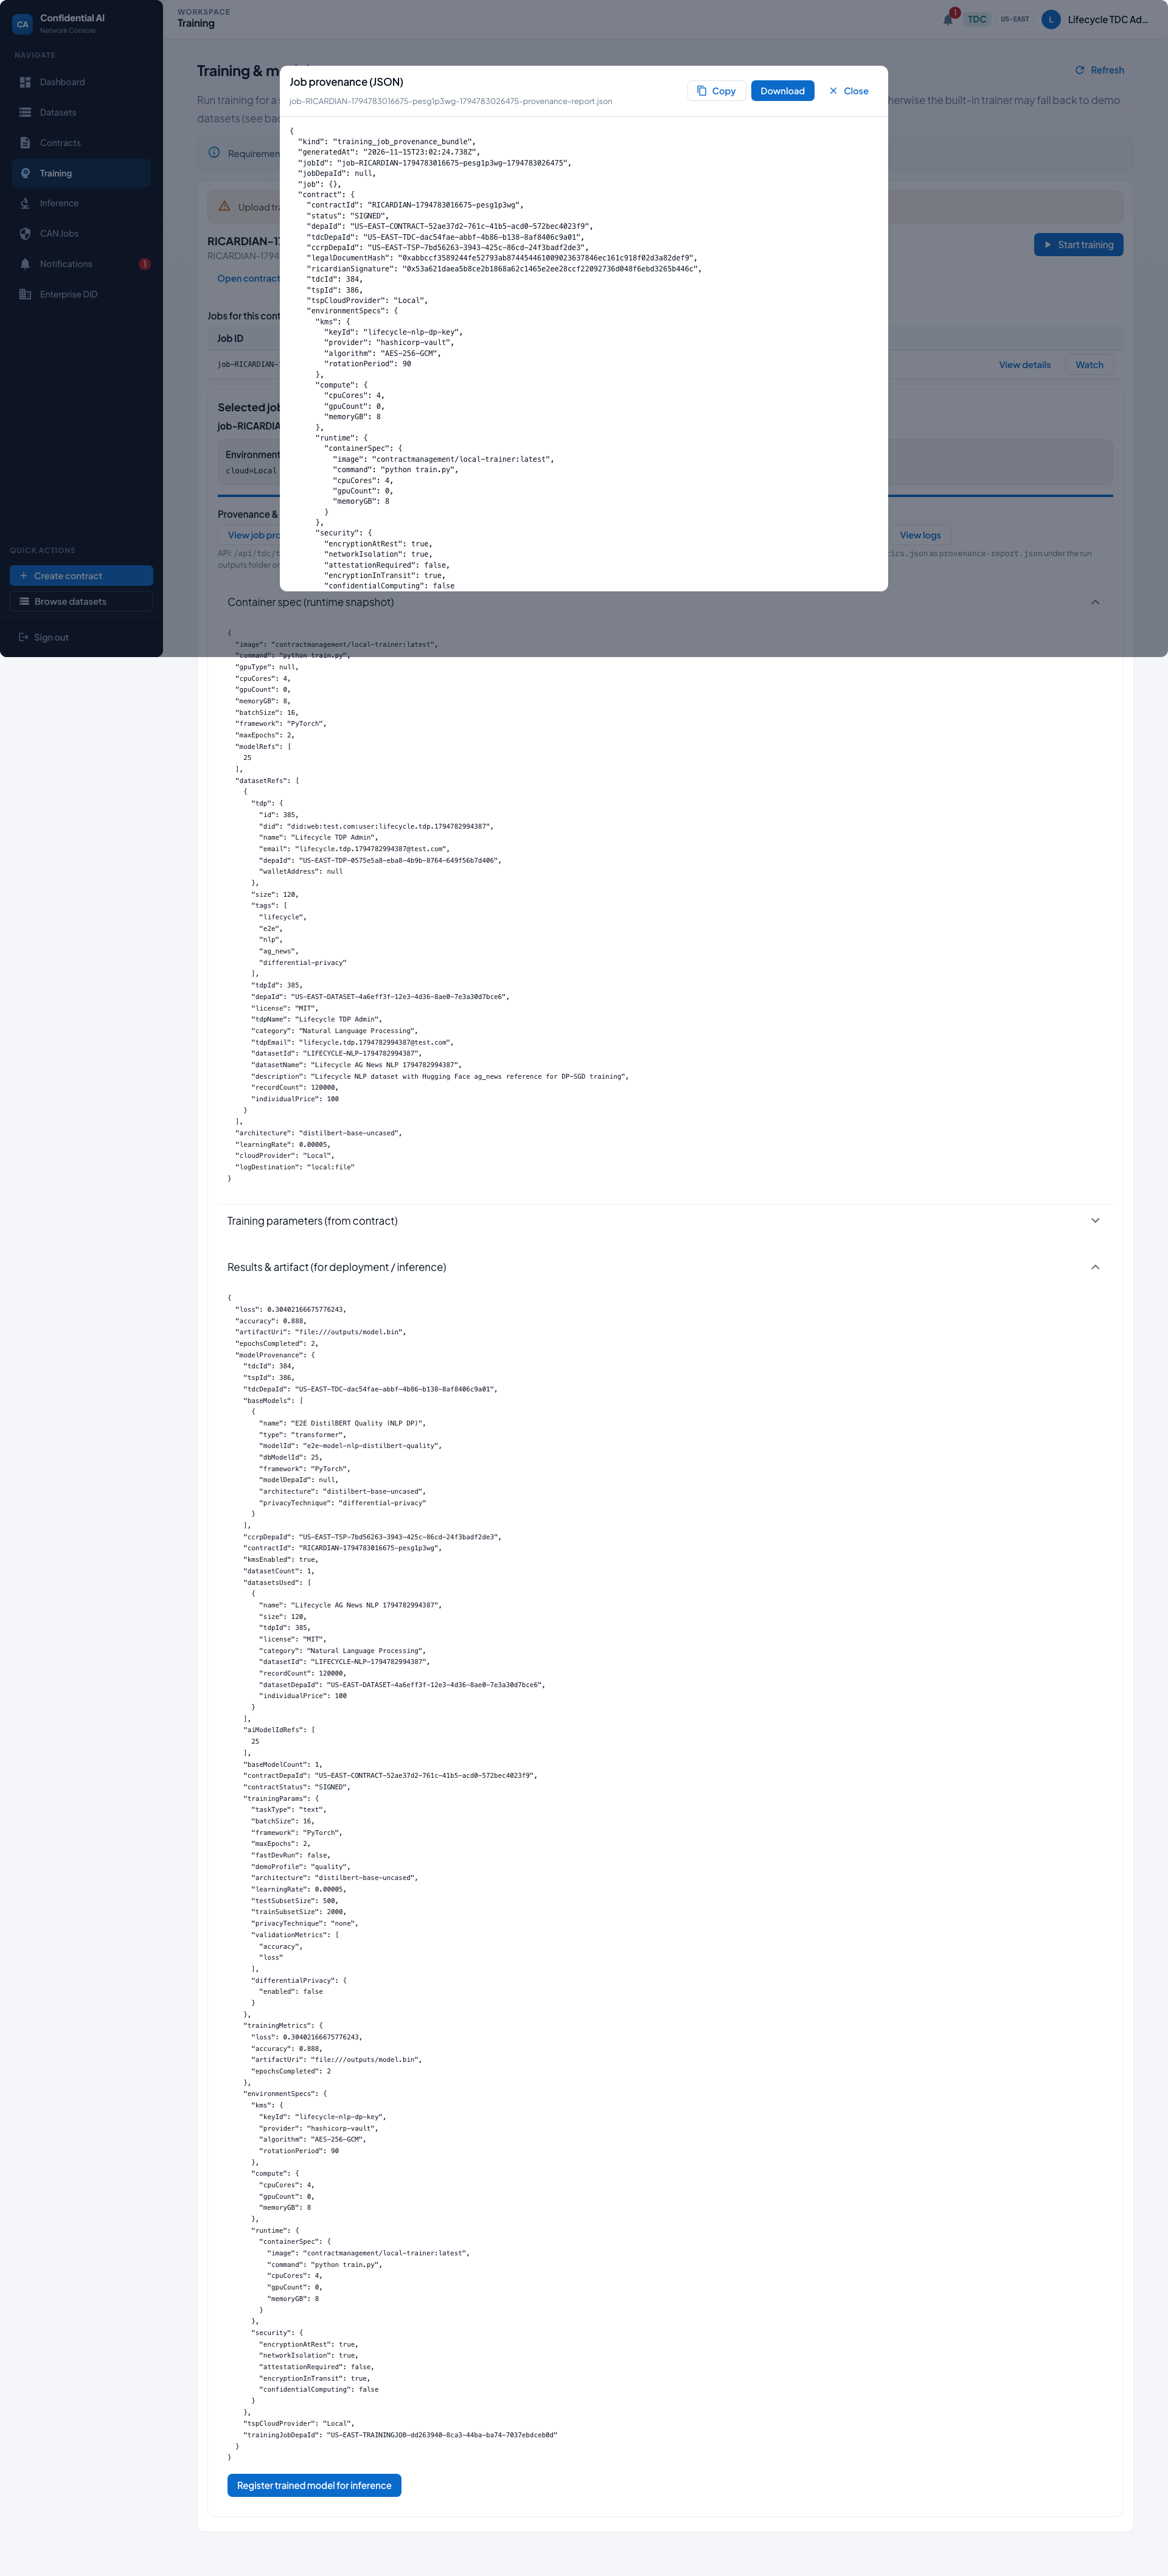 CA
Confidential AI
Network Console
NAVIGATE
Dashboard
Datasets
Contracts
Training
Inference
CAN Jobs
Notifications
1
Enterprise DID
QUICK ACTIONS
Create contract
Browse datasets
Sign out
WORKSPACE
Training
1
TDC
US-EAST
L
Lifecycle TDC Ad...
Training & m
Refresh
Run training for a s
herwise the built-in trainer may fall back to demo
datasets (see bac
Requiremen
Upload tra
RICARDIAN-1
RICARDIAN-1794
Start training
Open contract
Jobs for this cont
Job ID
job-RICARDIAN-1
View details
Watch
Selected job
job-RICARDIA
Environment
cloud=Local
Provenance &
View job pro
View logs
API: /api/tdc/t
ics.json as provenance-report.json under the run
outputs folder or
Job provenance (JSON)
job-RICARDIAN-1794783016675-pesg1p3wg-1794783026475-provenance-report.json
Copy
Download
Close
{
"kind": "training_job_provenance_bundle",
"generatedAt": "2026-11-15T23:02:24.738Z",
"jobId": "job-RICARDIAN-1794783016675-pesg1p3wg-1794783026475",
"jobDepaId": null,
"job": {},
"contract": {
"contractId": "RICARDIAN-1794783016675-pesg1p3wg",
"status": "SIGNED",
"depaId": "US-EAST-CONTRACT-52ae37d2-761c-41b5-acd0-572bec4023f9",
"tdcDepaId": "US-EAST-TDC-dac54fae-abbf-4b86-b138-8af8406c9a01",
"ccrpDepaId": "US-EAST-TSP-7bd56263-3943-425c-86cd-24f3badf2de3",
"legalDocumentHash": "0xabbccf3589244fe52793ab874454461009023637846ec161c918f02d3a82def9",
"ricardianSignature": "0x53a621daea5b8ce2b1868a62c1465e2ee28ccf22092736d048f6ebd3265b446c",
"tdcId": 384,
"tspId": 386,
"tspCloudProvider": "Local",
"environmentSpecs": {
"kms": {
"keyId": "lifecycle-nlp-dp-key",
"provider": "hashicorp-vault",
"algorithm": "AES-256-GCM",
"rotationPeriod": 90
},
"compute": {
"cpuCores": 4,
"gpuCount": 0,
"memoryGB": 8
},
"runtime": {
"containerSpec": {
"image": "contractmanagement/local-trainer:latest",
"command": "python train.py",
"cpuCores": 4,
"gpuCount": 0,
"memoryGB": 8
}
},
"security": {
"encryptionAtRest": true,
"networkIsolation": true,
"attestationRequired": false,
"encryptionInTransit": true,
"confidentialComputing": false
Container spec (runtime snapshot)
{
"image": "contractmanagement/local-trainer:latest",
"command": "python train.py",
"gpuType": null,
"cpuCores": 4,
"gpuCount": 0,
"memoryGB": 8,
"batchSize": 16,
"framework": "PyTorch",
"maxEpochs": 2,
"modelRefs": [
25
],
"datasetRefs": [
{
"tdp": {
"id": 385,
"did": "did:web:test.com:user:lifecycle.tdp.1794782994387",
"name": "Lifecycle TDP Admin",
"email": "lifecycle.tdp.1794782994387@test.com",
"depaId": "US-EAST-TDP-0575e5a8-eba8-4b9b-8764-649f56b7d406",
"walletAddress": null
},
"size": 120,
"tags": [
"lifecycle",
"e2e",
"nlp",
"ag_news",
"differential-privacy"
],
"tdpId": 385,
"depaId": "US-EAST-DATASET-4a6eff3f-12e3-4d36-8ae0-7e3a30d7bce6",
"license": "MIT",
"tdpName": "Lifecycle TDP Admin",
"category": "Natural Language Processing",
"tdpEmail": "lifecycle.tdp.1794782994387@test.com",
"datasetId": "LIFECYCLE-NLP-1794782994387",
"datasetName": "Lifecycle AG News NLP 1794782994387",
"description": "Lifecycle NLP dataset with Hugging Face ag_news reference for DP-SGD training",
"recordCount": 120000,
"individualPrice": 100
}
],
"architecture": "distilbert-base-uncased",
"learningRate": 0.00005,
"cloudProvider": "Local",
"logDestination": "local:file"
}
Training parameters (from contract)
Results & artifact (for deployment / inference)
{
"loss": 0.30402166675776243,
"accuracy": 0.888,
"artifactUri": "file:///outputs/model.bin",
"epochsCompleted": 2,
"modelProvenance": {
"tdcId": 384,
"tspId": 386,
"tdcDepaId": "US-EAST-TDC-dac54fae-abbf-4b86-b138-8af8406c9a01",
"baseModels": [
{
"name": "E2E DistilBERT Quality (NLP DP)",
"type": "transformer",
"modelId": "e2e-model-nlp-distilbert-quality",
"dbModelId": 25,
"framework": "PyTorch",
"modelDepaId": null,
"architecture": "distilbert-base-uncased",
"privacyTechnique": "differential-privacy"
}
],
"ccrpDepaId": "US-EAST-TSP-7bd56263-3943-425c-86cd-24f3badf2de3",
"contractId": "RICARDIAN-1794783016675-pesg1p3wg",
"kmsEnabled": true,
"datasetCount": 1,
"datasetsUsed": [
{
"name": "Lifecycle AG News NLP 1794782994387",
"size": 120,
"tdpId": 385,
"license": "MIT",
"category": "Natural Language Processing",
"datasetId": "LIFECYCLE-NLP-1794782994387",
"recordCount": 120000,
"datasetDepaId": "US-EAST-DATASET-4a6eff3f-12e3-4d36-8ae0-7e3a30d7bce6",
"individualPrice": 100
}
],
"aiModelIdRefs": [
25
],
"baseModelCount": 1,
"contractDepaId": "US-EAST-CONTRACT-52ae37d2-761c-41b5-acd0-572bec4023f9",
"contractStatus": "SIGNED",
"trainingParams": {
"taskType": "text",
"batchSize": 16,
"framework": "PyTorch",
"maxEpochs": 2,
"fastDevRun": false,
"demoProfile": "quality",
"architecture": "distilbert-base-uncased",
"learningRate": 0.00005,
"testSubsetSize": 500,
"trainSubsetSize": 2000,
"privacyTechnique": "none",
"validationMetrics": [
"accuracy",
"loss"
],
"differentialPrivacy": {
"enabled": false
}
},
"trainingMetrics": {
"loss": 0.30402166675776243,
"accuracy": 0.888,
"artifactUri": "file:///outputs/model.bin",
"epochsCompleted": 2
},
"environmentSpecs": {
"kms": {
"keyId": "lifecycle-nlp-dp-key",
"provider": "hashicorp-vault",
"algorithm": "AES-256-GCM",
"rotationPeriod": 90
},
"compute": {
"cpuCores": 4,
"gpuCount": 0,
"memoryGB": 8
},
"runtime": {
"containerSpec": {
"image": "contractmanagement/local-trainer:latest",
"command": "python train.py",
"cpuCores": 4,
"gpuCount": 0,
"memoryGB": 8
}
},
"security": {
"encryptionAtRest": true,
"networkIsolation": true,
"attestationRequired": false,
"encryptionInTransit": true,
"confidentialComputing": false
}
},
"tspCloudProvider": "Local",
"trainingJobDepaId": "US-EAST-TRAININGJOB-dd263940-8ca3-44ba-ba74-7037ebdceb0d"
}
}
Register trained model for inference